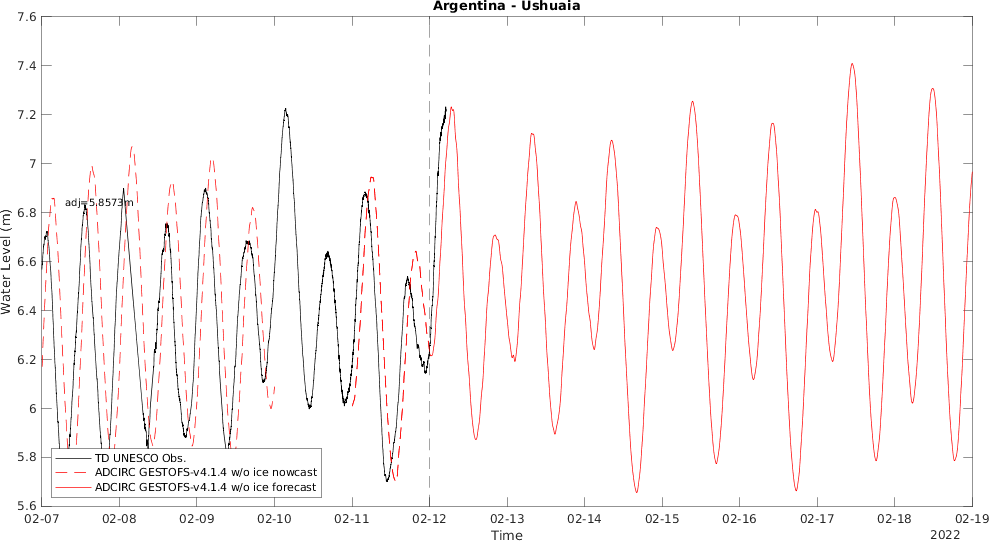 Argentina - Ushuaia
7.6
7.4
7.2
7
6.8
6.6
6.4
6.2
6
5.8
5.6
Water Level (m)
adj=5.8573m
TD UNESCO Obs.
ADCIRC GESTOFS-v4.1.4 w/o ice nowcast
ADCIRC GESTOFS-v4.1.4 w/o ice forecast
02-07 02-08 02-09 02-10 02-11 02-12 02-13 02-14 02-15 02-16 02-17 02-18 02-19
Time
2022